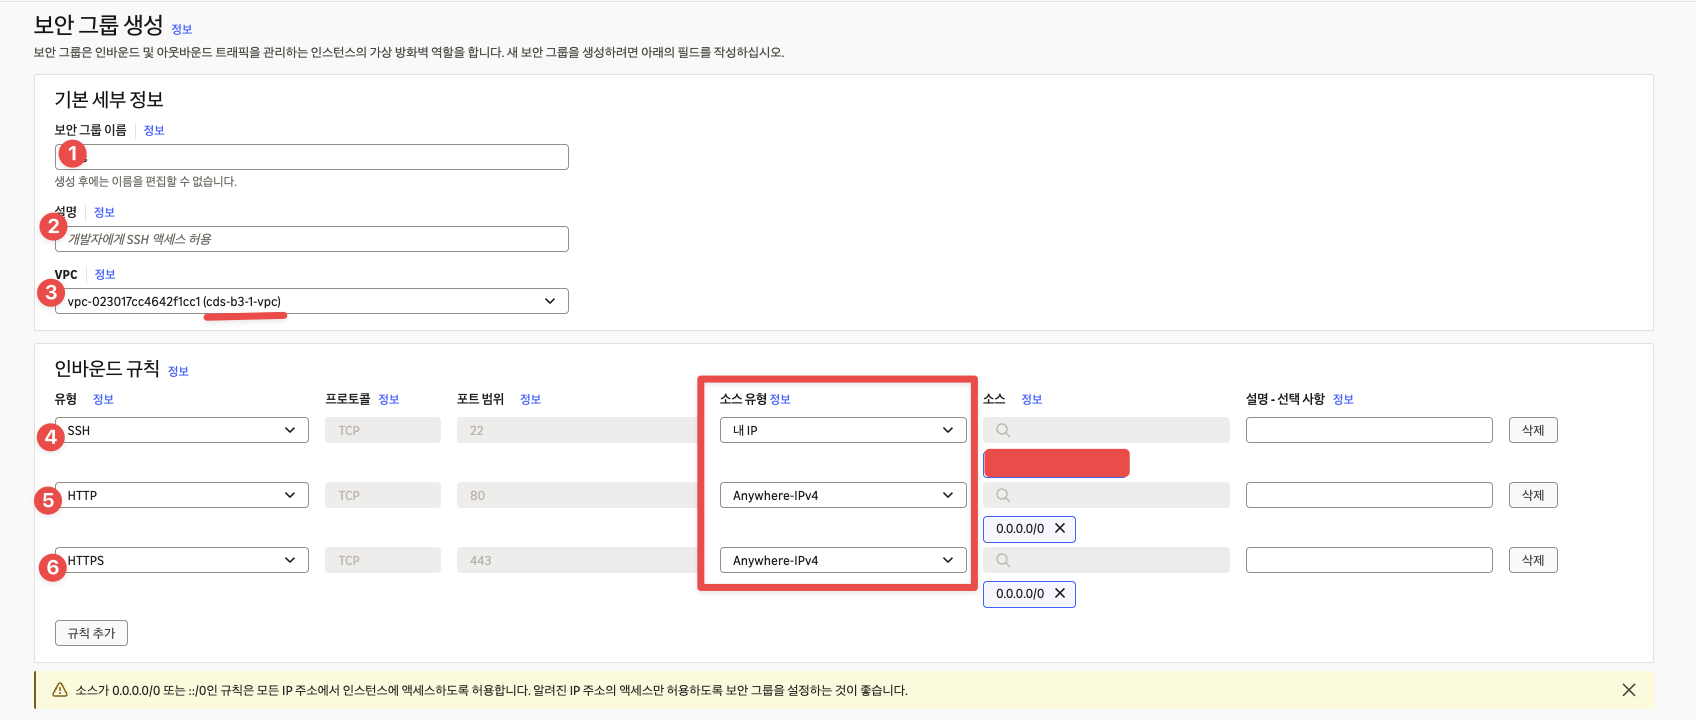 보안 그룹 생성 정보
보안 그룹은 인바운드 및 아웃바운드 트래픽을 관리하는 인스턴스의 가상 방화벽 역할을 합니다. 새 보안 그룹을 생성하려면 아래의 필드를 작성하십시오.
기본 세부 정보
보안 그룹 이름 정보
1
생성 후에는 이름을 편집할 수 없습니다.
설명 정보
2 개발자에게 SSH 액세스 허용
VPC 정보
3 vpc-023017cc4642f1cc1 (cds-b3-1-vpc)
인바운드 규칙 정보
유형 정보 프로토콜 정보 포트 범위 정보 소스 유형 정보 소스 정보 설명 - 선택 사항 정보
4 SSH TCP 22 내 IP 삭제
5 HTTP TCP 80 Anywhere-IPv4 삭제
0.0.0.0/0
6 HTTPS TCP 443 Anywhere-IPv4 삭제
0.0.0.0/0
규칙 추가
소스가 0.0.0.0/0 또는 ::/0인 규칙은 모든 IP 주소에서 인스턴스에 액세스하도록 허용합니다. 알려진 IP 주소의 액세스만 허용하도록 보안 그룹을 설정하는 것이 좋습니다.